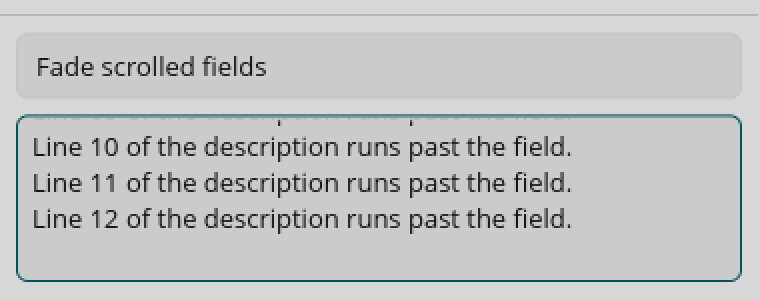 Fade scrolled fields
Line 10 of the description runs past the field.
Line 11 of the description runs past the field.
Line 12 of the description runs past the field.